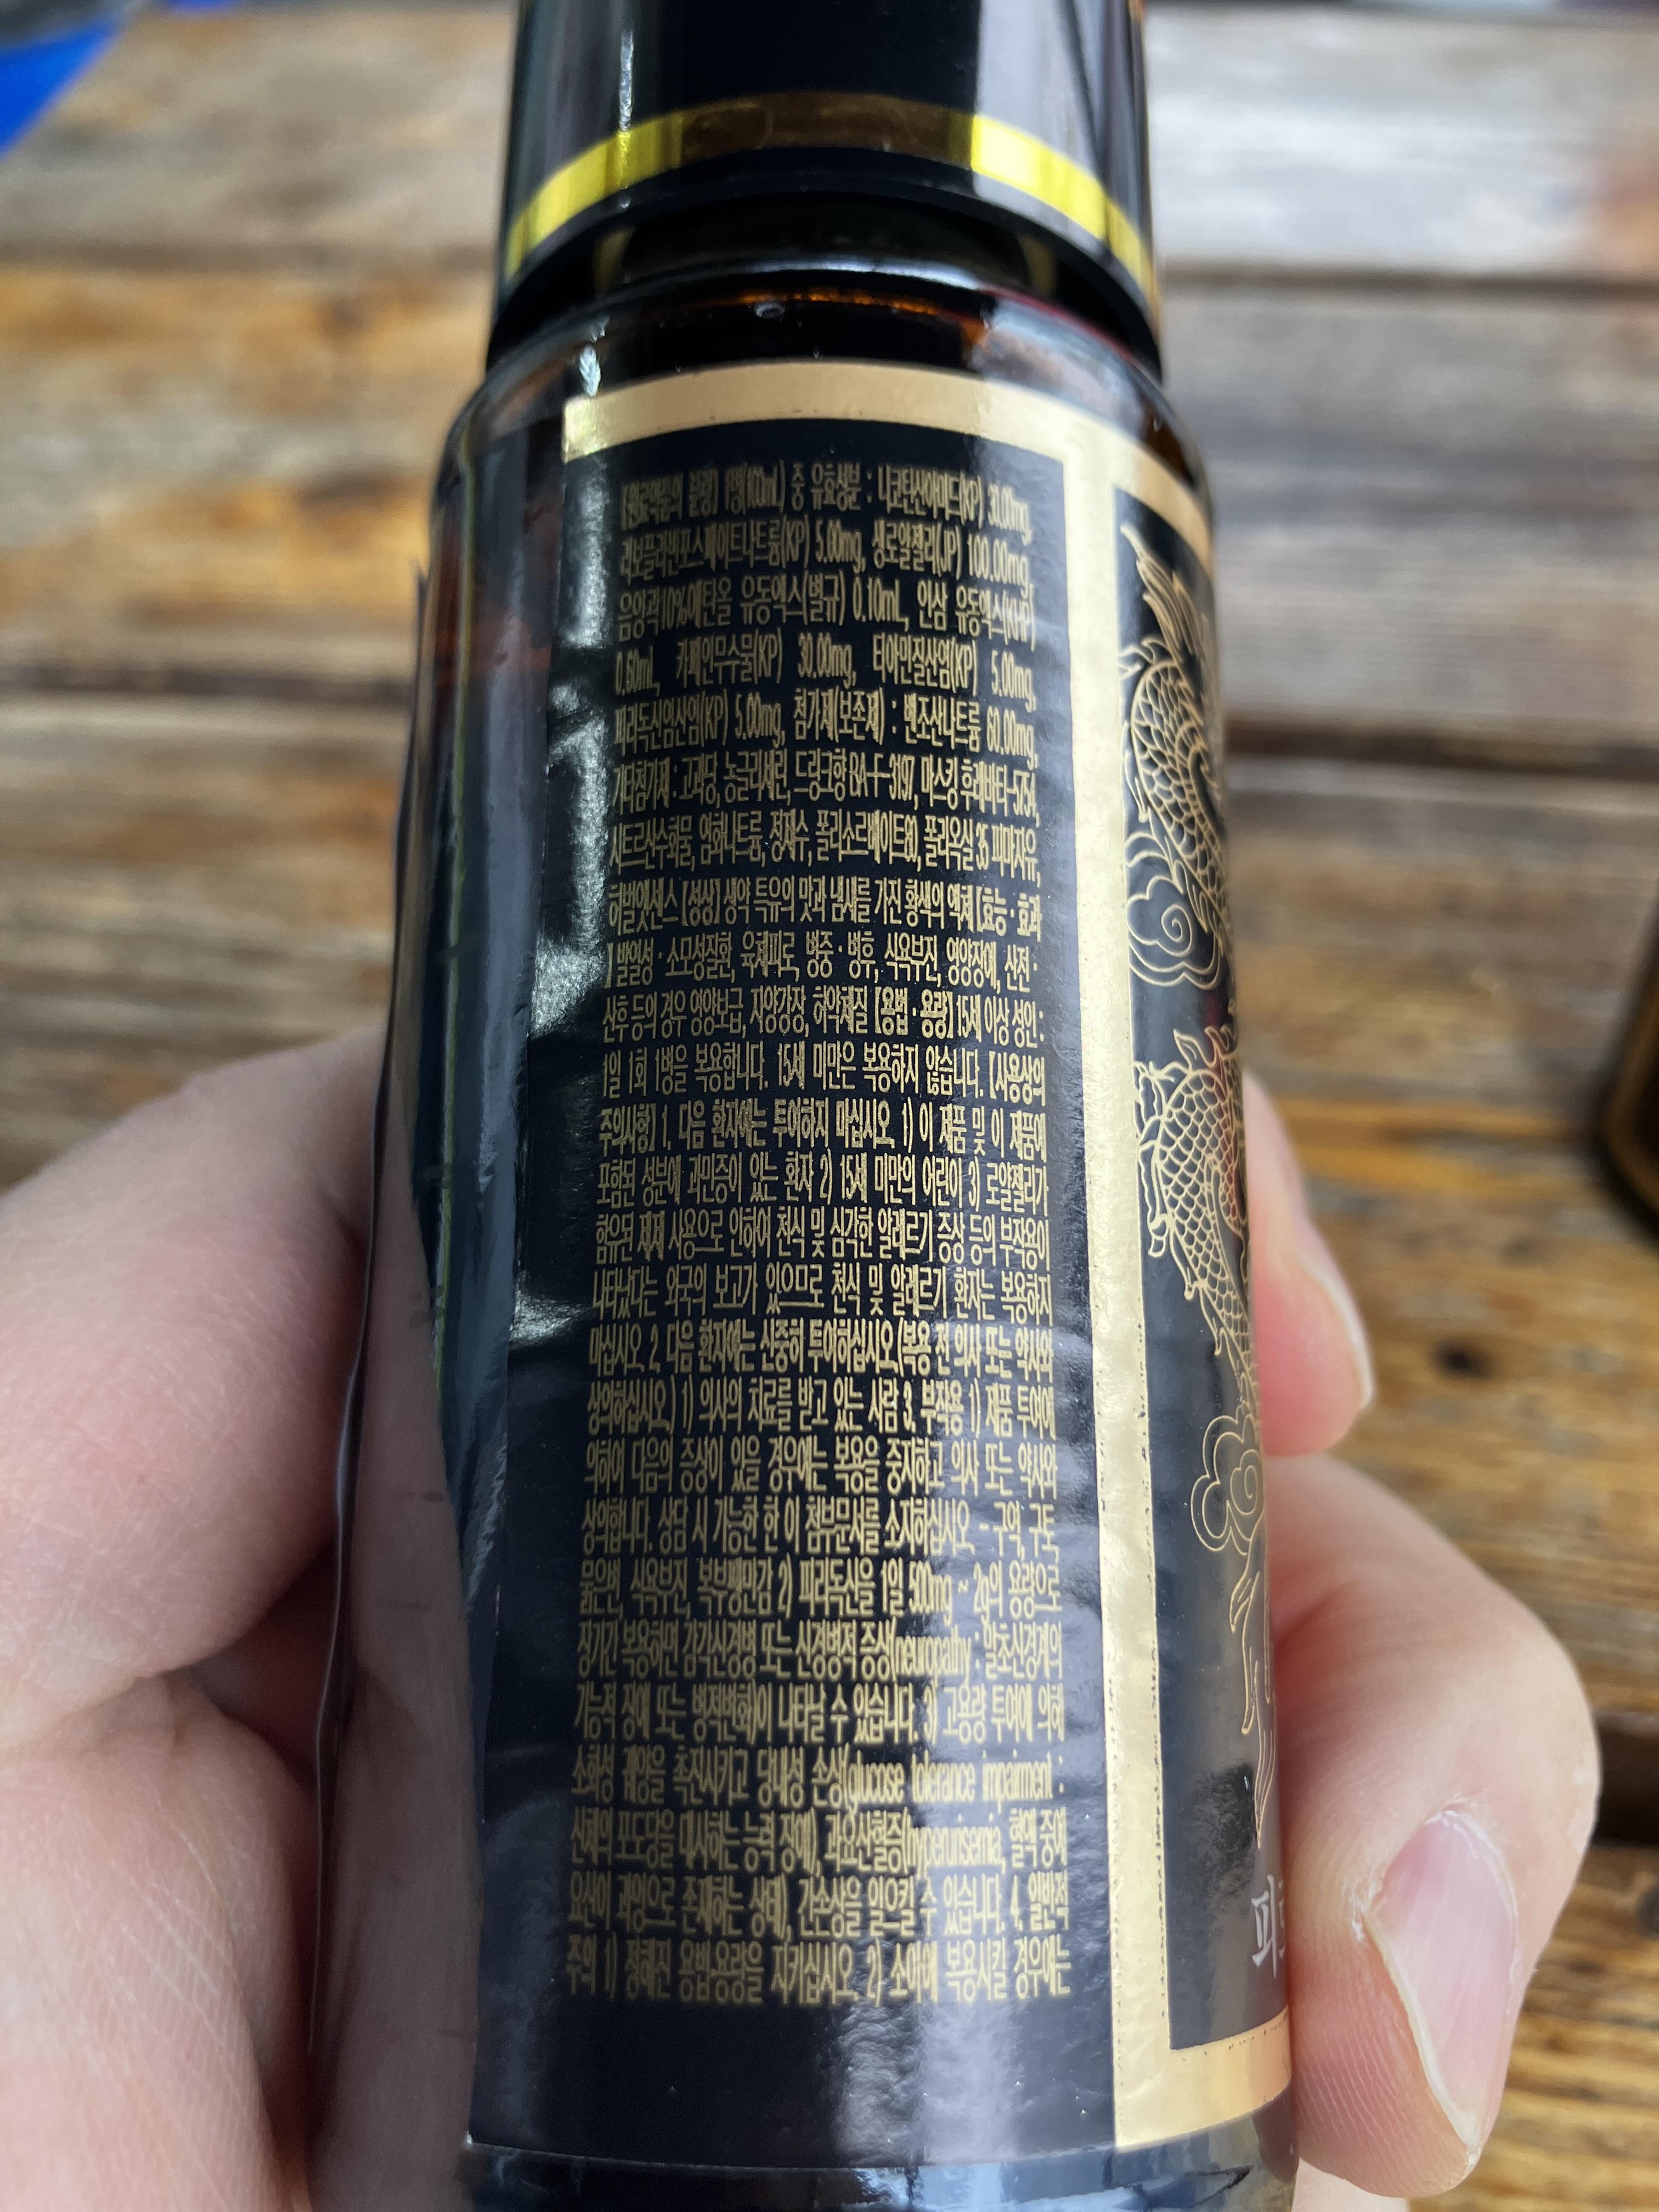 [원료약품의 분량] 1병(100mL) 중 유효성분 : 니코틴산아미드(KP) 30.00mg,
리보플라빈포스페이트나트륨(KP) 5.00mg, 생로얄젤리(JP) 100.00mg,
음양곽10%에탄올 유동엑스(별규) 0.10mL, 인삼 유동엑스(KHP)
0.60mL, 카페인무수물(KP) 30.00mg, 티아민질산염(KP) 5.00mg,
피리독신염산염(KP) 5.00mg, 첨가제(보존제) : 벤조산나트륨 60.00mg,
기타첨가제 : 고과당, 농글리세린, 드링크향 BA-F-3197, 마스킹 후레바터-5754,
시트르산수화물, 염화나트륨, 정제수, 폴리소르베이트80, 폴리옥실 35 피마자유,
허벌엣센스 [성상] 생약 특유의 맛과 냄새를 가진 황색의 액제 [효능 · 효과
] 발열성 · 소모성질환, 육체피로, 병중 · 병후, 식욕부진, 영양장애, 산전 ·
산후 등의 경우 영양보급, 자양강장, 허약체질 [용법 · 용량] 15세 이상 성인 :
1일 1회 1병을 복용합니다. 15세 미만은 복용하지 않습니다. [사용상의
주의사항] 1. 다음 환자에는 투여하지 마십시오. 1) 이 제품 및 이 제품에
포함된 성분에 과민증이 있는 환자 2) 15세 미만의 어린이 3) 로얄젤리가
함유된 제제 사용으로 인하여 천식 및 심각한 알레르기 증상 등의 부작용이
나타났다는 외국의 보고가 있으므로 천식 및 알레르기 환자는 복용하지
마십시오. 2. 다음 환자에는 신중히 투여하십시오.(복용 전 의사 또는 약사와
상의하십시오.) 1) 의사의 치료를 받고 있는 사람 3. 부작용 1) 제품 투여에
의하여 다음의 증상이 있을 경우에는 복용을 중지하고 의사 또는 약사와
상의합니다. 상담 시 가능한 한 이 첨부문서를 소지하십시오. - 구역, 구토
묽은변, 식욕부진, 복부팽만감 2) 피리독신을 1일 500mg ~ 2g의 용량으로
장기간 복용하면 감각신경병 또는 신경병적 증상(neuropathy : 말초신경계의
기능적 장애 또는 병적변화)이 나타날 수 있습니다. 3) 고용량 투여에 의해
소화성 궤양을 촉진시키고 당내성 손상(glucose tolerance impairment :
신체의 포도당을 대사하는 능력 장애), 과요산혈증(hyperurisemia, 혈액 중에
요산이 과잉으로 존재하는 상태), 간손상을 일으킬 수 있습니다. 4. 일반적
주의 1) 정해진 용법·용량을 지키십시오. 2) 소아에 복용시킬 경우에는